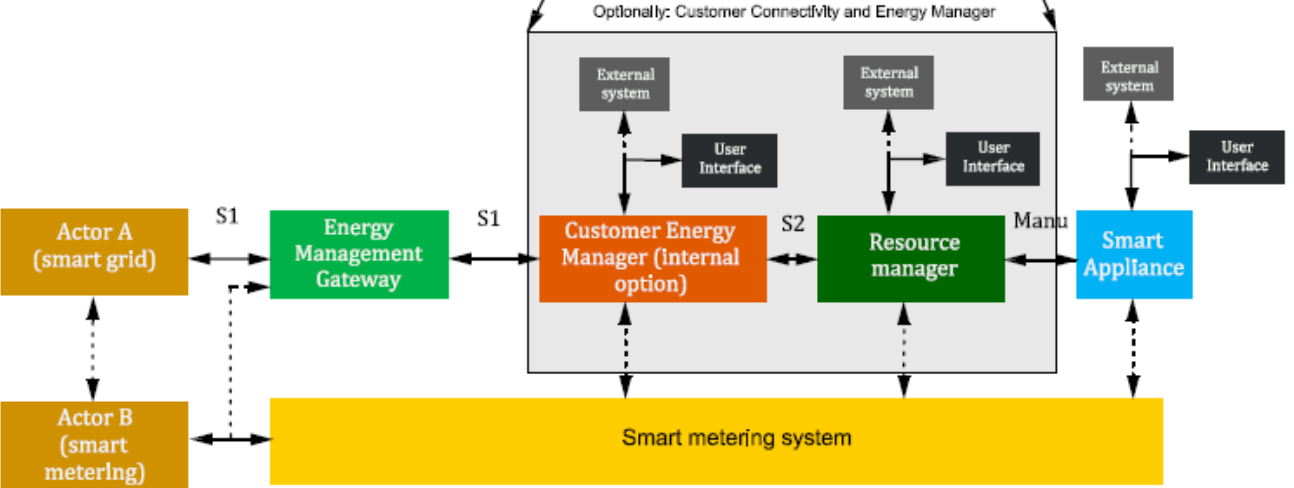 Optionally: Customer Connectivity and Energy Manager
External
system
User
Interface
External
system
User
Interface
External
system
User
Interface
Actor A
(smart grid)
S1
Energy
Management
Gateway
S1
Customer Energy
Manager (internal
option)
S2
Resource
manager
Manu
Smart
Appliance
Actor B
(smart
metering)
Smart metering system